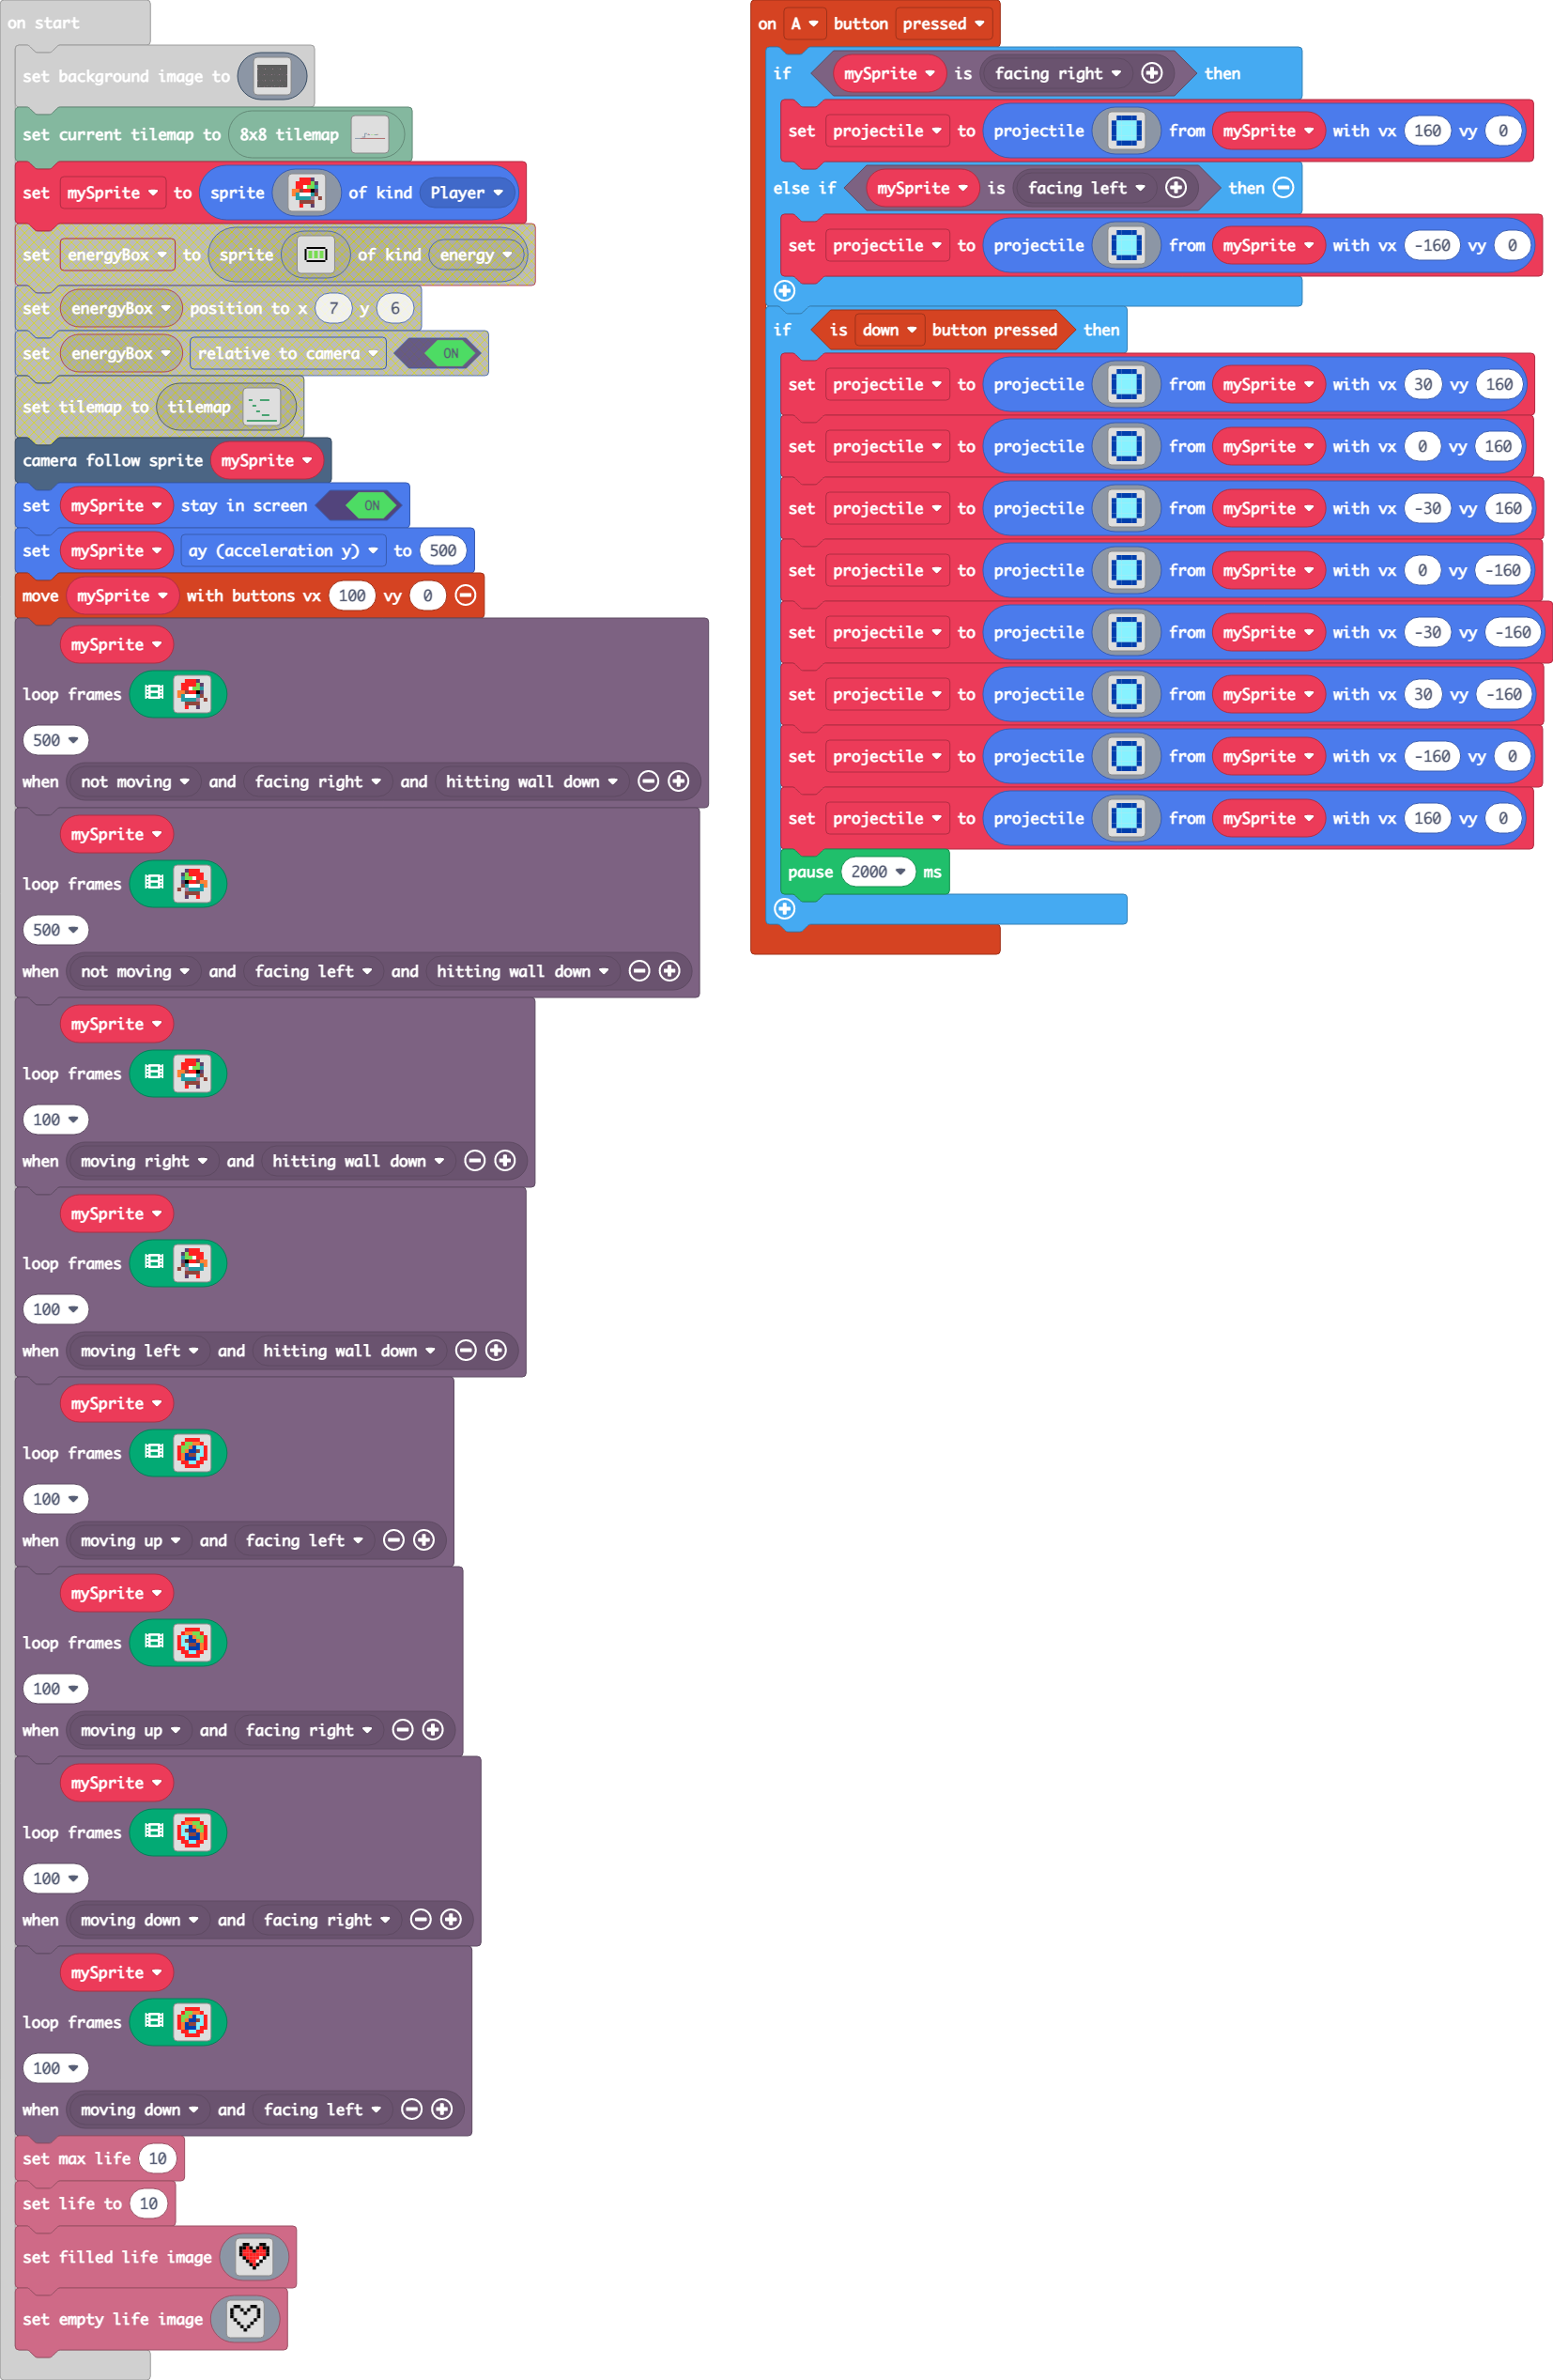 on start
set background image to
set current tilemap to 8x8 tilemap
set mySprite to sprite of kind Player
set energyBox to sprite of kind energy
set energyBox position to x 7 y 6
set energyBox relative to camera ON
set tilemap to tilemap
camera follow sprite mySprite
set mySprite stay in screen ON
set mySprite ay (acceleration y) to 500
move mySprite with buttons vx 100 vy 0
mySprite
loop frames
500
when not moving and facing right and hitting wall down
mySprite
loop frames
500
when not moving and facing left and hitting wall down
mySprite
loop frames
100
when moving right and hitting wall down
mySprite
loop frames
100
when moving left and hitting wall down
mySprite
loop frames
100
when moving up and facing left
mySprite
loop frames
100
when moving up and facing right
mySprite
loop frames
100
when moving down and facing right
mySprite
loop frames
100
when moving down and facing left
set max life 10
set life to 10
set filled life image
set empty life image
on A button pressed
if mySprite is facing right then
set projectile to projectile from mySprite with vx 160 vy 0
else if mySprite is facing left then
set projectile to projectile from mySprite with vx -160 vy 0
if is down button pressed then
set projectile to projectile from mySprite with vx 30 vy 160
set projectile to projectile from mySprite with vx 0 vy 160
set projectile to projectile from mySprite with vx -30 vy 160
set projectile to projectile from mySprite with vx 0 vy -160
set projectile to projectile from mySprite with vx -30 vy -160
set projectile to projectile from mySprite with vx 30 vy -160
set projectile to projectile from mySprite with vx -160 vy 0
set projectile to projectile from mySprite with vx 160 vy 0
pause 2000 ms